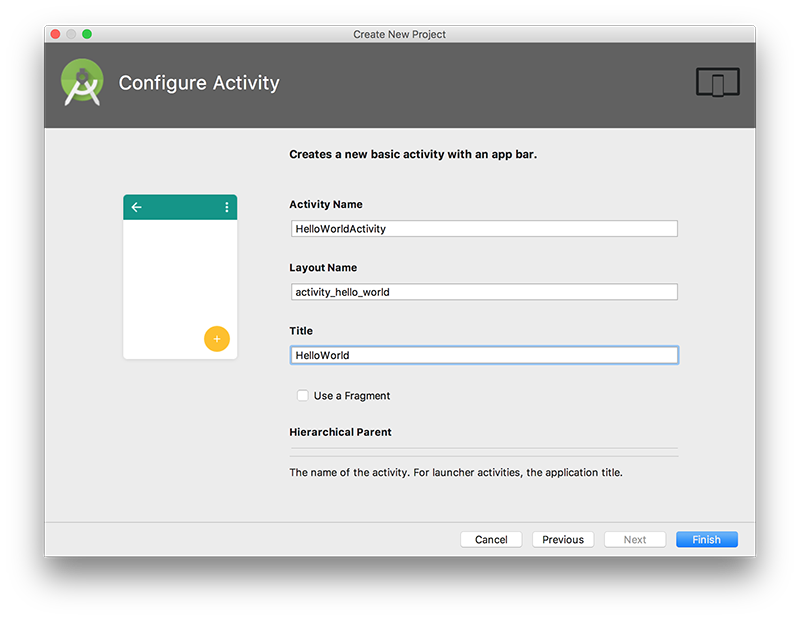 Create New Project
Configure Activity
Creates a new basic activity with an app bar.
Activity Name
HelloWorldActivity
Layout Name
activity_hello_world
Title
HelloWorld
Use a Fragment
Hierarchical Parent
The name of the activity. For launcher activities, the application title.
Cancel
Previous
Next
Finish